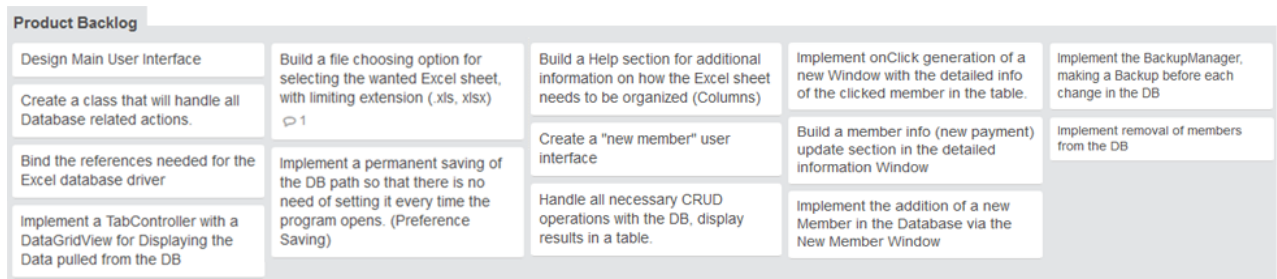 Product Backlog
Design Main User Interface
Create a class that will handle all
Database related actions.
Bind the references needed for the
Excel database driver
Implement a TabController with a
DataGridView for Displaying the
Data pulled from the DB
Build a file choosing option for
selecting the wanted Excel sheet,
with limiting extension (.xls, xlsx)
1
Implement a permanent saving of
the DB path so that there is no
need of setting it every time the
program opens. (Preference
Saving)
Build a Help section for additional
information on how the Excel sheet
needs to be organized (Columns)
Create a "new member" user
interface
Handle all necessary CRUD
operations with the DB, display
results in a table.
Implement onClick generation of a
new Window with the detailed info
of the clicked member in the table.
Build a member info (new payment)
update section in the detailed
information Window
Implement the addition of a new
Member in the Database via the
New Member Window
Implement the BackupManager,
making a Backup before each
change in the DB
Implement removal of members
from the DB